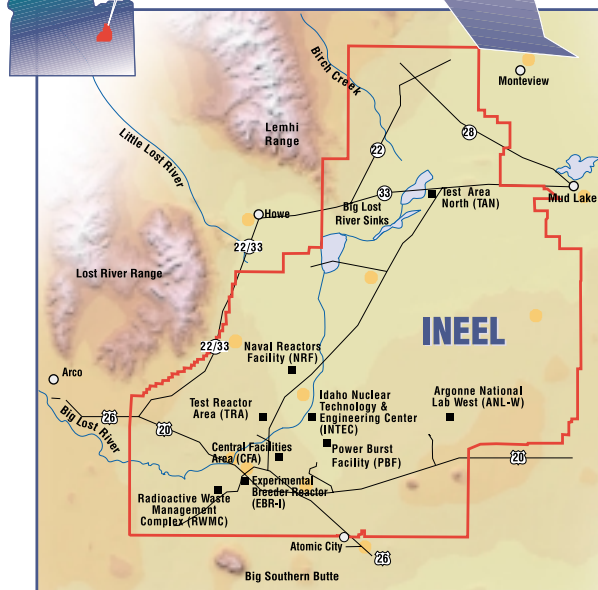 Birch Creek
Monteview
Lemhi
Range
28
22
Little Lost River
33
Big Lost
River Sinks
Test Area
North (TAN)
Mud Lake
Howe
22/33
Lost River Range
INEEL
22/33
Naval Reactors
Facility (NRF)
Arco
Test Reactor
Area (TRA)
Idaho Nuclear
Technology &
Engineering Center
(INTEC)
Argonne National
Lab West (ANL-W)
26
20
Big Lost River
Central Facilities
Area (CFA)
Power Burst
Facility (PBF)
20
Experimental
Breeder Reactor
(EBR-I)
Radioactive Waste
Management
Complex (RWMC)
Atomic City
26
Big Southern Butte